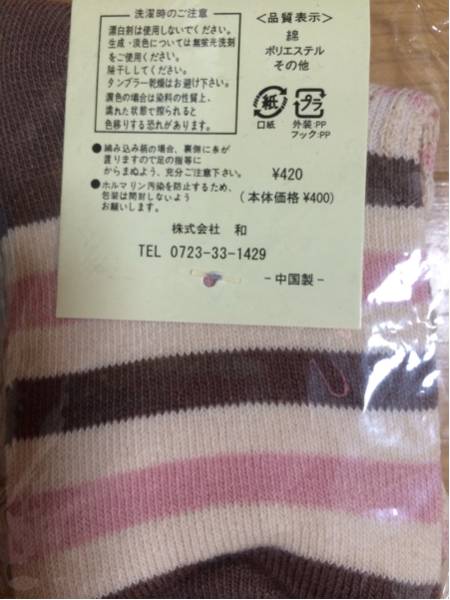 洗濯時のご注意
漂白剤は使用しないでください。
生成・淡色については無蛍光洗剤
をご使用ください。
陰干ししてください。
タンブラー乾燥はお避け下さい。
濃色の場合は染料の性質上、
濡れた状態で擦られると
色移りする恐れがあります。
●編み込み柄の場合、裏側に糸が
渡りますので足の指等に
からまぬよう、充分ご注意下さい。
●ホルマリン汚染を防止するため、
包装は開封しないよう
お願いします。
<品質表示>
綿
ポリエステル
その他
紙
プラ
口紙
外装:PP
フック:PP
¥420
(本体価格¥400)
株式会社 和
TEL 0723-33-1429
-中国製-